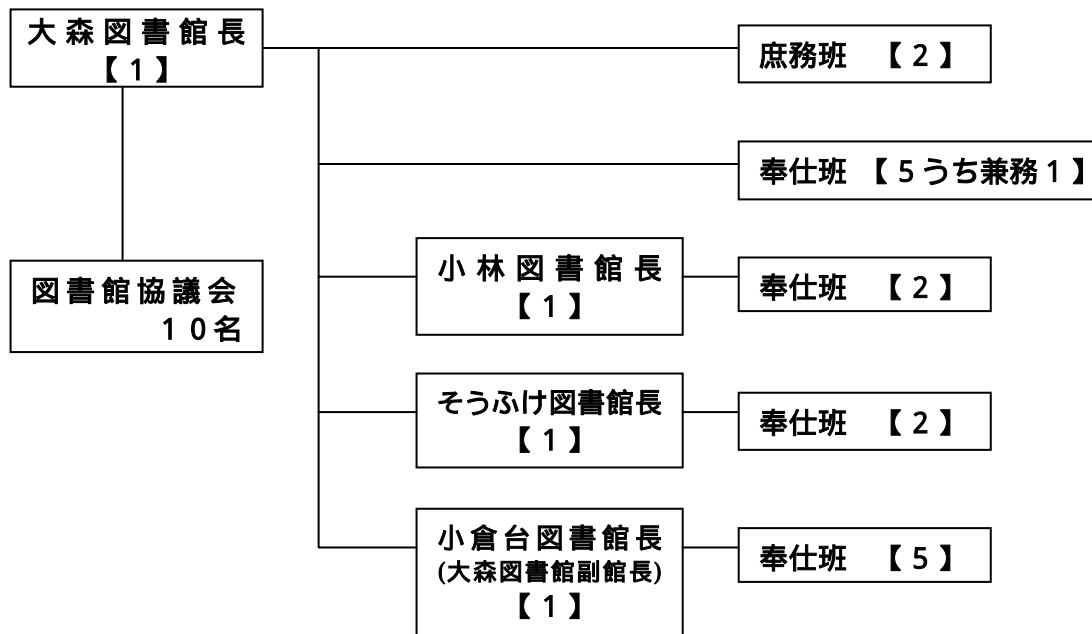 大森図書館長
【1】
庶務班 【2】
奉仕班 【5うち兼務1】
図書館協議会
10名
小林図書館長
【1】
奉仕班 【2】
そうふけ図書館長
【1】
奉仕班 【2】
小倉台図書館長
(大森図書館副館長)
【1】
奉仕班 【5】